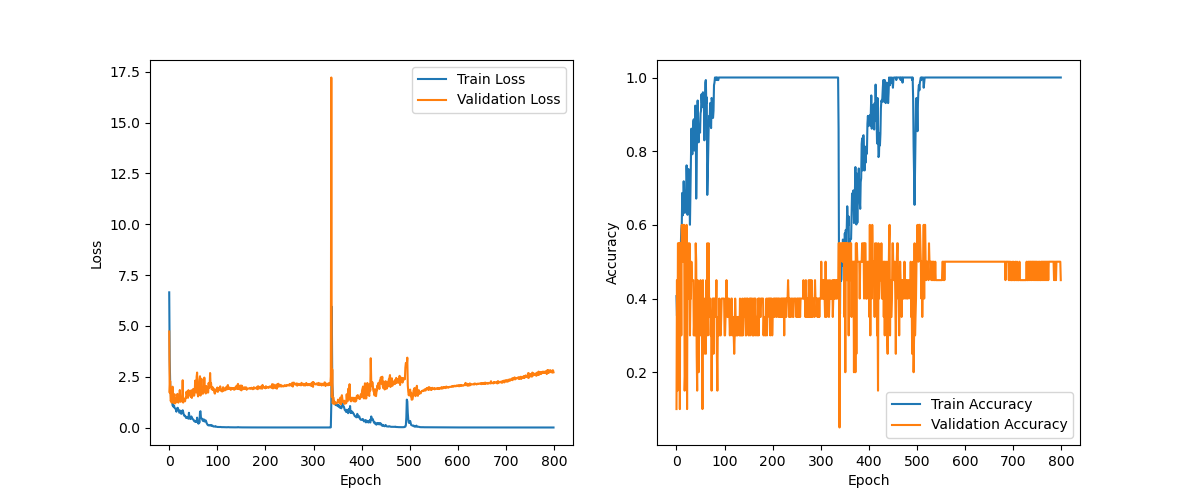 17.5
15.0
12.5
10.0
7.5
5.0
2.5
0.0
Loss
0 100 200 300 400 500 600 700 800
Epoch
Train Loss
Validation Loss
1.0
0.8
0.6
0.4
0.2
Accuracy
0 100 200 300 400 500 600 700 800
Epoch
Train Accuracy
Validation Accuracy